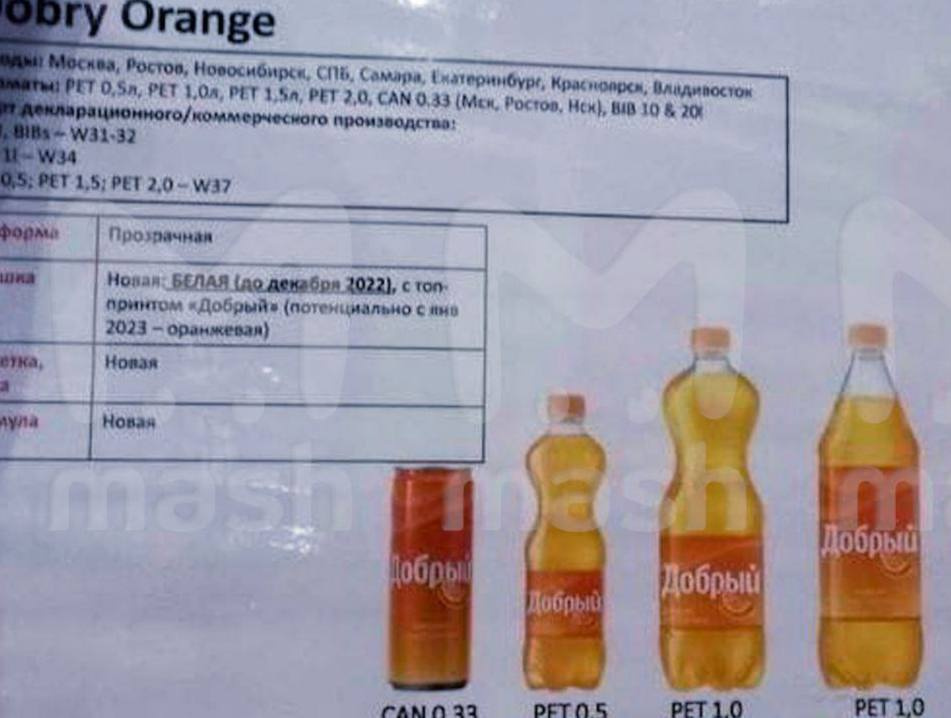 obry Orange
оды: Москва, Ростов, Новосибирск, СПБ, Самара, Екатеринбург, Красноярск, Владивосток
маты: PET 0,5л, PET 1,0л, PET 1,5л, PET 2,0, CAN 0.33 (Мск, Ростов, Нск), BIB 10 & 20l
рт декларационного/коммерческого производства:
, BIBs – W31-32
1l – W34
0,5; PET 1,5; PET 2,0 – W37
форма Прозрачная
шка Новая: БЕЛАЯ (до декабря 2022), с топ-
принтом «Добрый» (потенциально с янв
2023 – оранжевая)
етка, Новая
а
мула Новая
mash mash m
Добрый Добрый Добрый Добрый
CAN 0.33 PET 0.5 PET 1.0 PET 1,0